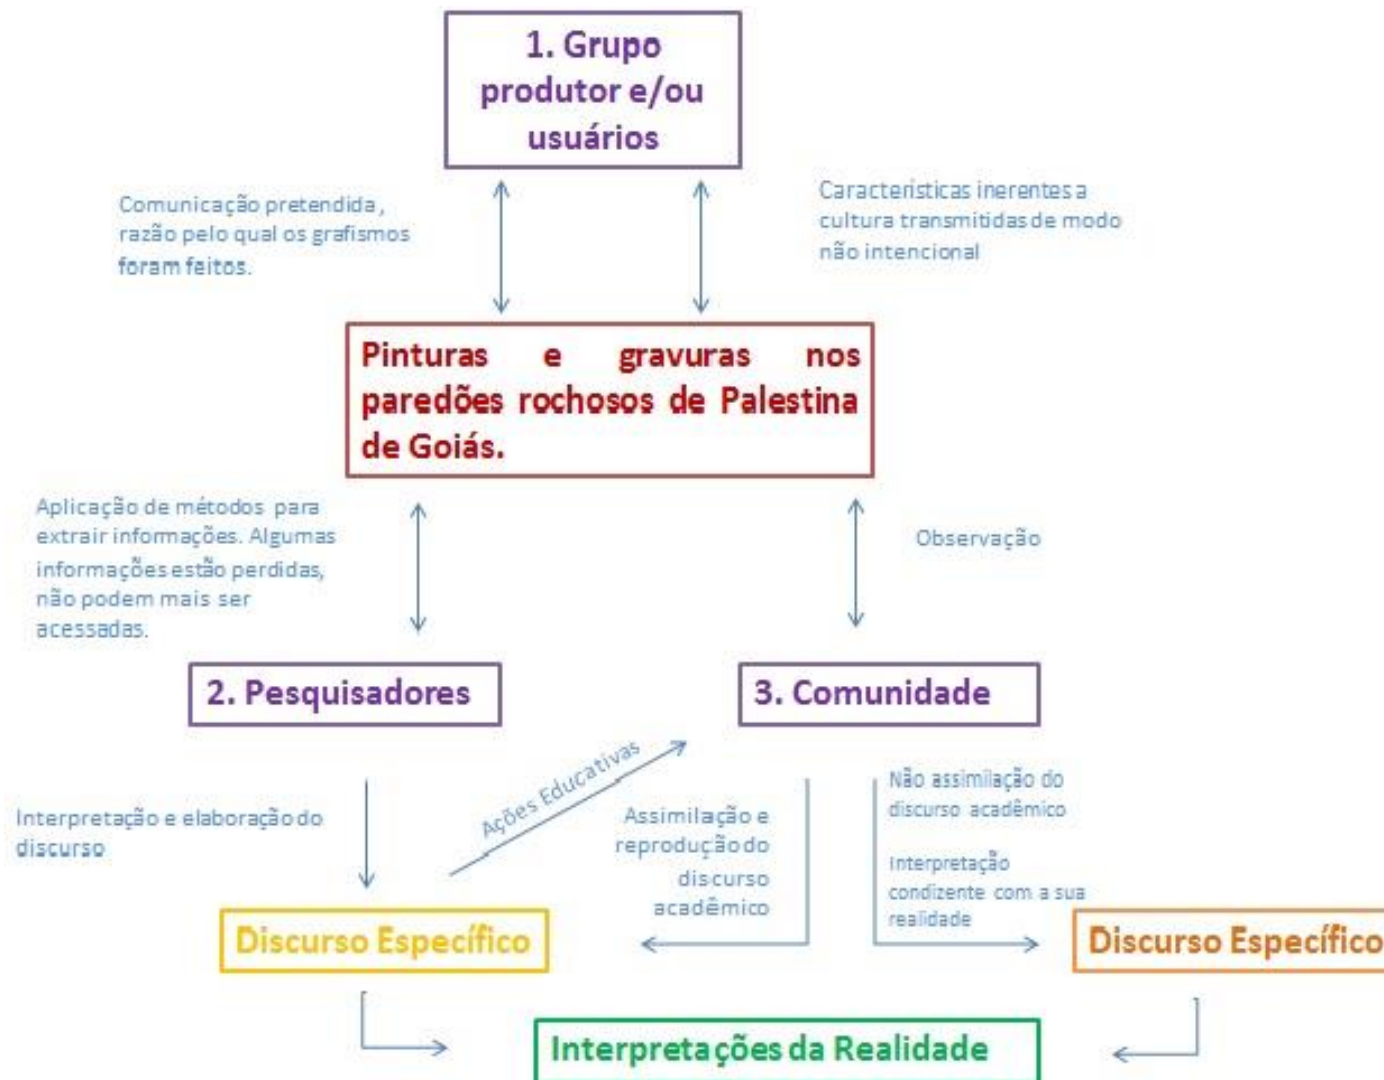 1. Grupo
produtor e/ou
usuários
Comunicação pretendida,
razão pelo qual os grafismos
foram feitos.
Características inerentes a
cultura transmitidas de modo
não intencional
Pinturas e gravuras nos
paredões rochosos de Palestina
de Goiás.
Aplicação de métodos para
extrair informações. Algumas
informações estão perdidas,
não podem mais ser
acessadas.
Observação
2. Pesquisadores
3. Comunidade
Interpretação e elaboração do
discurso
Ações Educativas
Assimilação e
reprodução do
discurso
acadêmico
Não assimilação do
discurso acadêmico
Interpretação
condizente com a sua
realidade
Discurso Específico
Discurso Específico
Interpretações da Realidade